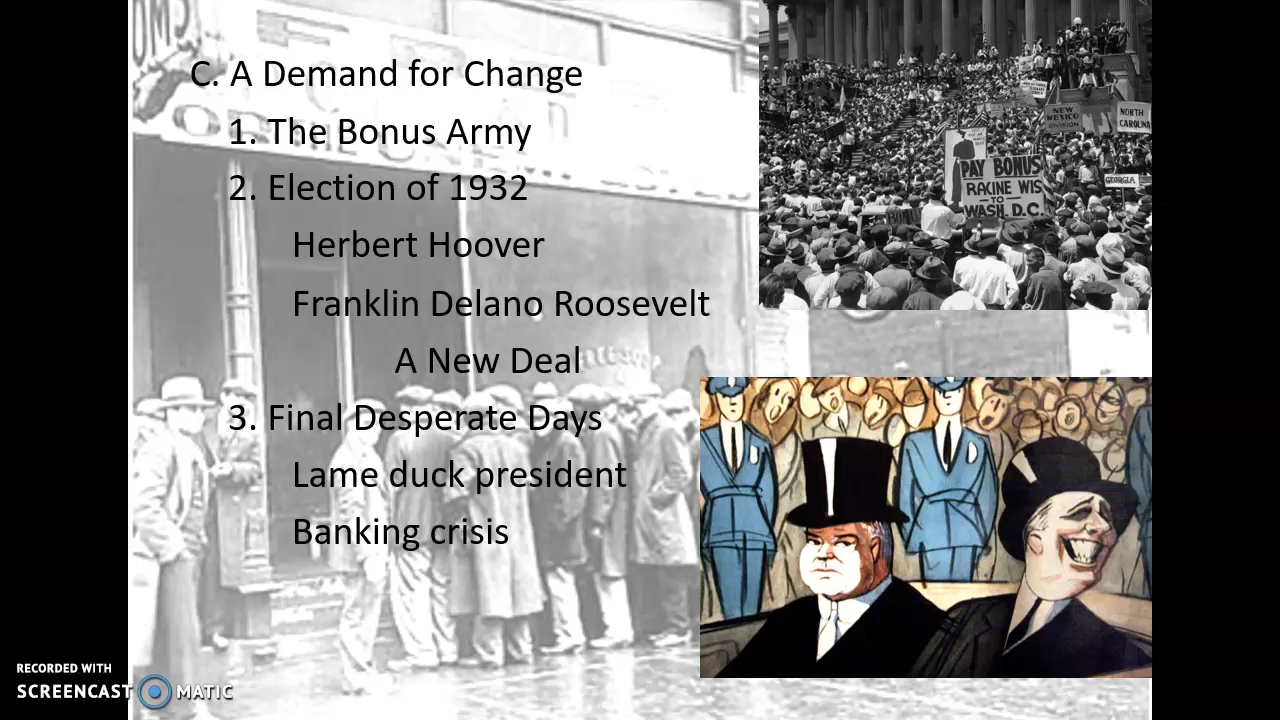 C. A Demand for Change
1. The Bonus Army
2. Election of 1932
Herbert Hoover
Franklin Delano Roosevelt
A New Deal
3. Final Desperate Days
Lame duck president
Banking crisis
NEW
MEXICO
DIVISION
NORTH
CAROLINA
GEORGIA
PAY BONUS
RACINE WIS.
TO
WASH. D.C.
RECORDED WITH
SCREENCAST MATIC